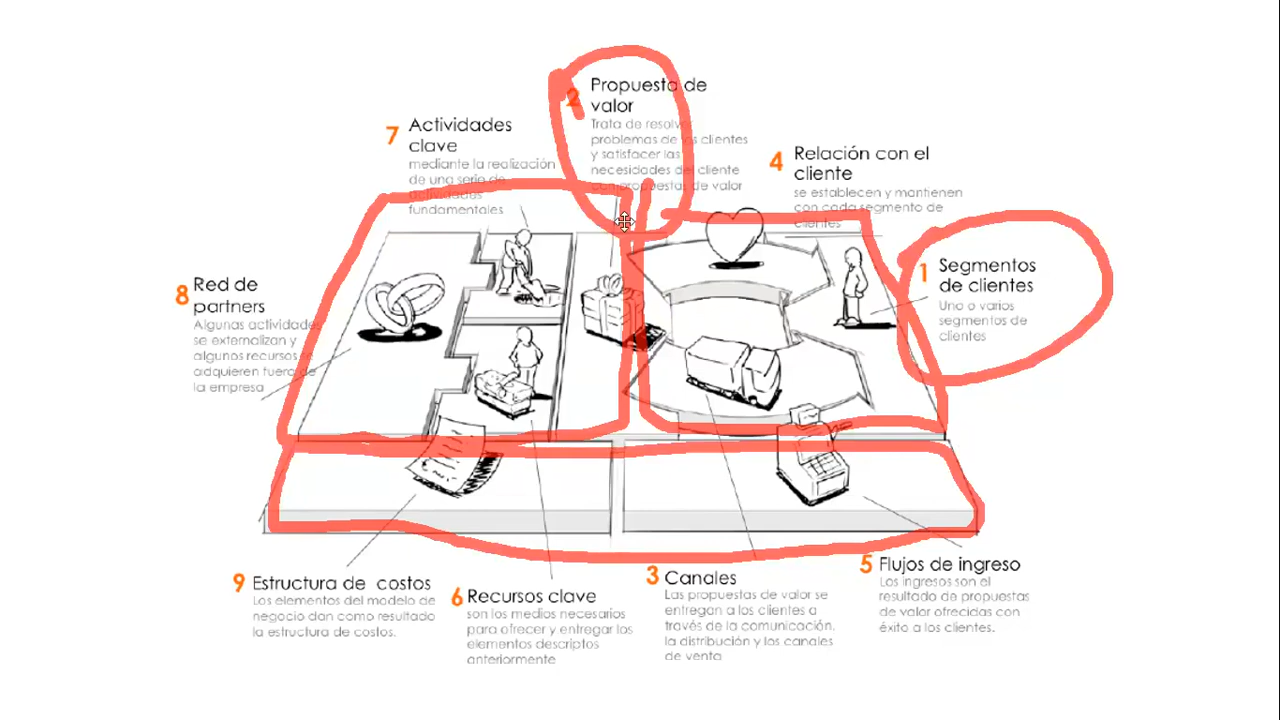 2 Propuesta de
valor
Trata de resolver
problemas de los clientes
y satisfacer las
necesidades del cliente
con propuestas de valor
7 Actividades
clave
mediante la realización
de una serie de
actividades
fundamentales
4 Relación con el
cliente
se establecen y mantienen
con cada segmento de
clientes
1 Segmentos
de clientes
Uno o varios
segmentos de
clientes
8 Red de
partners
Algunas actividades
se externalizan y
algunos recursos se
adquieren fuera de
la empresa
9 Estructura de costos
Los elementos del modelo de
negocio dan como resultado
la estructura de costos.
6 Recursos clave
son los medios necesarios
para ofrecer y entregar los
elementos descriptos
anteriormente
3 Canales
Las propuestas de valor se
entregan a los clientes a
través de la comunicación,
la distribución y los canales
de venta
5 Flujos de ingreso
Los ingresos son el
resultado de propuestas
de valor ofrecidas con
éxito a los clientes.